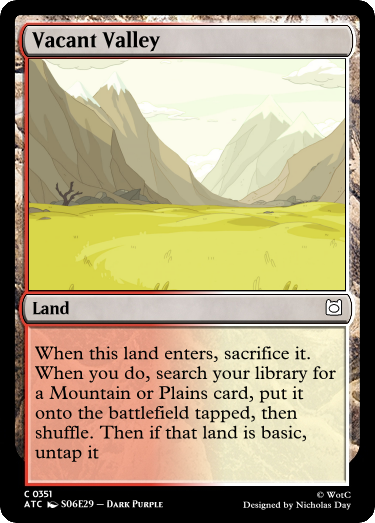 Vacant Valley
Land
When this land enters, sacrifice it.
When you do, search your library for
a Mountain or Plains card, put it
onto the battlefield tapped, then
shuffle. Then if that land is basic,
untap it
C 0351
ATC S06E29 — Dark Purple
© WotC
Designed by Nicholas Day